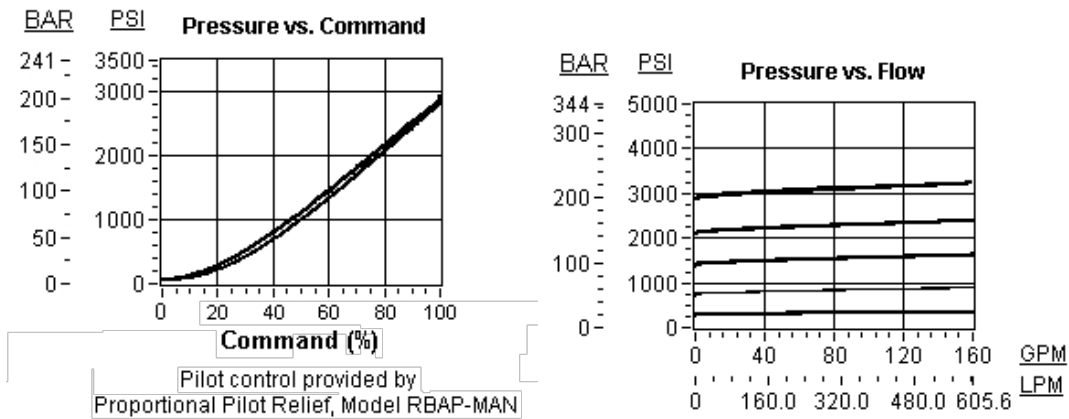 BAR PSI Pressure vs. Command
241 3500
200 3000
150 2000
100
50 1000
0 0
0 20 40 60 80 100
Command (%)
Pilot control provided by
Proportional Pilot Relief, Model RBAP-MAN
BAR PSI Pressure vs. Flow
344 5000
300 4000
200 3000
2000
100 1000
0 0
0 40 80 120 160 GPM
0 160.0 320.0 480.0 605.6 LPM